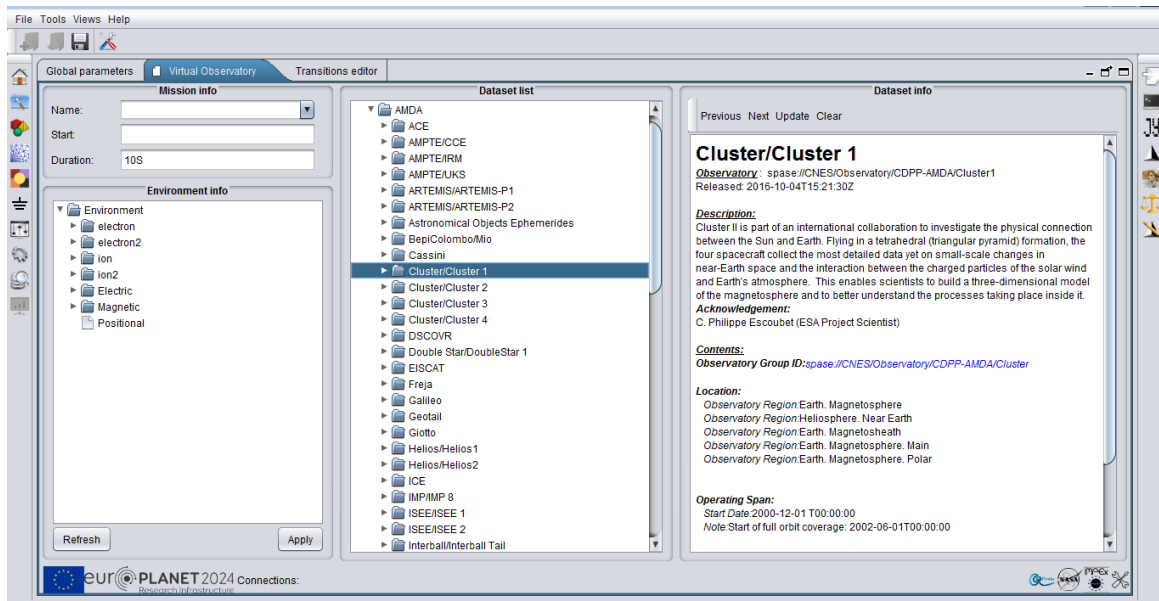 File Tools Views Help
Global parameters
Virtual Observatory
Transitions editor
Mission info
Name:
Start:
Duration: 10S
Environment info
Environment
electron
electron2
ion
ion2
Electric
Magnetic
Positional
Refresh
Apply
Dataset list
AMDA
ACE
AMPTE/CCE
AMPTE/IRM
AMPTE/UKS
ARTEMIS/ARTEMIS-P1
ARTEMIS/ARTEMIS-P2
Astronomical Objects Ephemerides
BepiColombo/Mio
Cassini
Cluster/Cluster 1
Cluster/Cluster 2
Cluster/Cluster 3
Cluster/Cluster 4
DSCOVR
Double Star/DoubleStar 1
EISCAT
Freja
Galileo
Geotail
Giotto
Helios/Helios1
Helios/Helios2
ICE
IMP/IMP 8
ISEE/ISEE 1
ISEE/ISEE 2
Interball/Interball Tail
Dataset info
Previous Next Update Clear
Cluster/Cluster 1
Observatory : spase://CNES/Observatory/CDPP-AMDA/Cluster1
Released: 2016-10-04T15:21:30Z
Description:
Cluster II is part of an international collaboration to investigate the physical connection
between the Sun and Earth. Flying in a tetrahedral (triangular pyramid) formation, the
four spacecraft collect the most detailed data yet on small-scale changes in
near-Earth space and the interaction between the charged particles of the solar wind
and Earth's atmosphere. This enables scientists to build a three-dimensional model
of the magnetosphere and to better understand the processes taking place inside it.
Acknowledgement:
C. Philippe Escoubet (ESA Project Scientist)
Contents:
Observatory Group ID:spase://CNES/Observatory/CDPP-AMDA/Cluster
Location:
Observatory Region:Earth. Magnetosphere
Observatory Region:Heliosphere. Near Earth
Observatory Region:Earth. Magnetosheath
Observatory Region:Earth. Magnetosphere. Main
Observatory Region:Earth. Magnetosphere. Polar
Operating Span:
Start Date:2000-12-01 T00:00:00
Note:Start of full orbit coverage: 2002-06-01T00:00:00
europLANET2024
Research Infrastructure
Connections:
NASA